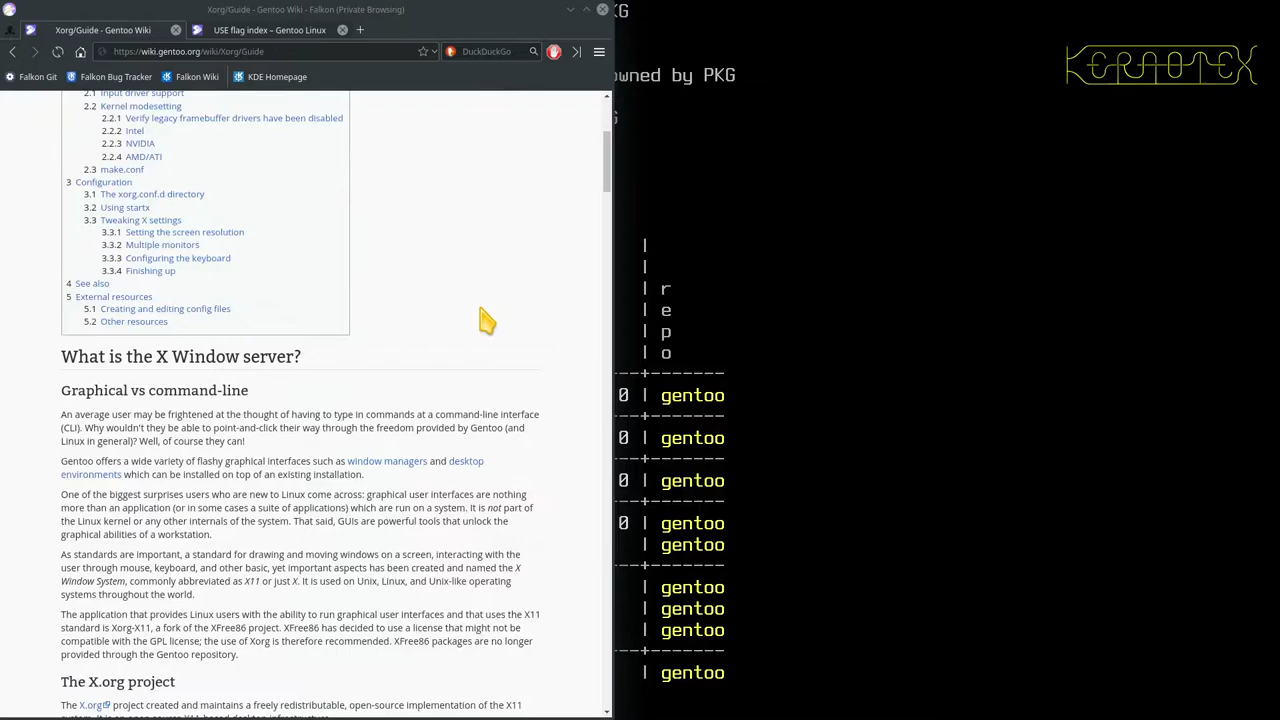 Xorg/Guide - Gentoo Wiki - Falkon (Private Browsing)
Xorg/Guide - Gentoo Wiki
USE flag index – Gentoo Linux
https://wiki.gentoo.org/wiki/Xorg/Guide
DuckDuckGo
Falkon Git
Falkon Bug Tracker
Falkon Wiki
KDE Homepage
2.1 Input driver support
2.2 Kernel modesetting
2.2.1 Verify legacy framebuffer drivers have been disabled
2.2.2 Intel
2.2.3 NVIDIA
2.2.4 AMD/ATI
2.3 make.conf
3 Configuration
3.1 The xorg.conf.d directory
3.2 Using startx
3.3 Tweaking X settings
3.3.1 Setting the screen resolution
3.3.2 Multiple monitors
3.3.3 Configuring the keyboard
3.3.4 Finishing up
4 See also
5 External resources
5.1 Creating and editing config files
5.2 Other resources
What is the X Window server?
Graphical vs command-line
An average user may be frightened at the thought of having to type in commands at a command-line interface
(CLI). Why wouldn't they be able to point-and-click their way through the freedom provided by Gentoo (and
Linux in general)? Well, of course they can!
Gentoo offers a wide variety of flashy graphical interfaces such as window managers and desktop
environments which can be installed on top of an existing installation.
One of the biggest surprises users who are new to Linux come across: graphical user interfaces are nothing
more than an application (or in some cases a suite of applications) which are run on a system. It is not part of
the Linux kernel or any other internals of the system. That said, GUIs are powerful tools that unlock the
graphical abilities of a workstation.
As standards are important, a standard for drawing and moving windows on a screen, interacting with the
user through mouse, keyboard, and other basic, yet important aspects has been created and named the X
Window System, commonly abbreviated as X11 or just X. It is used on Unix, Linux, and Unix-like operating
systems throughout the world.
The application that provides Linux users with the ability to run graphical user interfaces and that uses the X11
standard is Xorg-X11, a fork of the XFree86 project. XFree86 has decided to use a license that might not be
compatible with the GPL license; the use of Xorg is therefore recommended. XFree86 packages are no longer
provided through the Gentoo repository.
The X.org project
The X.org project created and maintains a freely redistributable, open-source implementation of the X11
KG
owned by PKG
G
|
|
| r
| e
| p
| o
---+-------
0 | gentoo
---+-------
0 | gentoo
---+-------
0 | gentoo
---+-------
0 | gentoo
| gentoo
---+-------
| gentoo
| gentoo
| gentoo
---+-------
| gentoo